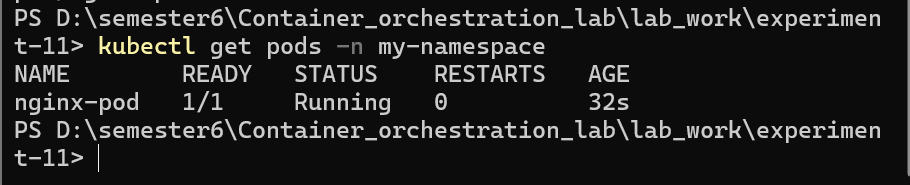 PS D:\semester6\Container_orchestration_lab\lab_work\experimen
t-11> kubectl get pods -n my-namespace
NAME        READY   STATUS    RESTARTS   AGE
nginx-pod   1/1     Running   0          32s
PS D:\semester6\Container_orchestration_lab\lab_work\experimen
t-11>